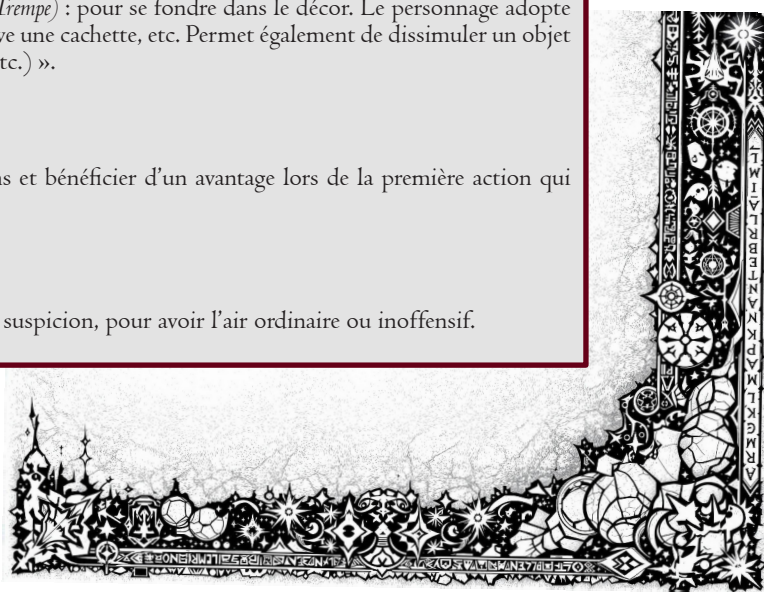 Trempe) : pour se fondre dans le décor. Le personnage adopte
ye une cachette, etc. Permet également de dissimuler un objet
tc.) ».
ns et bénéficier d'un avantage lors de la première action qui
suspicion, pour avoir l'air ordinaire ou inoffensif.